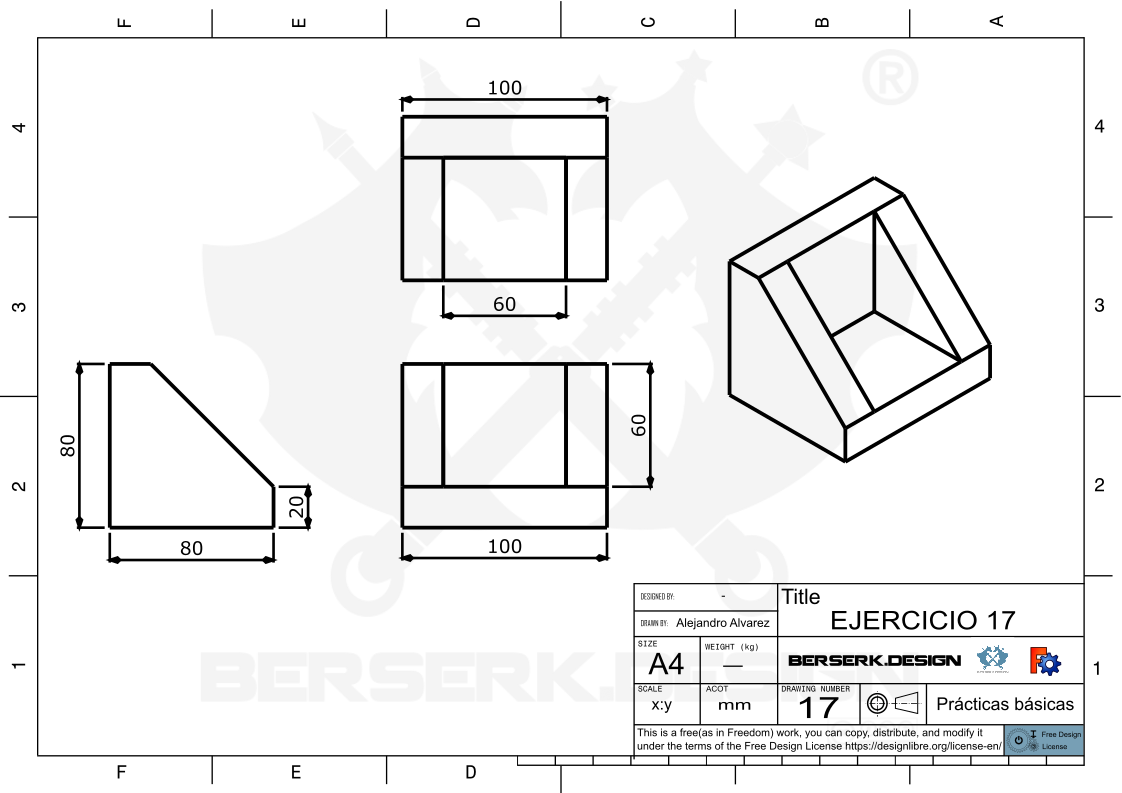 F E D C B A
4 4
100
3 3
60
80
60
20
2 2
80
100
DESIGNED BY: -
Title
EJERCICIO 17
DRAWN BY: Alejandro Alvarez
SIZE
A4
WEIGHT (kg)
—
BERSERK.DESIGN
1 1
BERSERK.DESIGN
SCALE
x:y
ACOT
mm
DRAWING NUMBER
17
Prácticas básicas
This is a free(as in Freedom) work, you can copy, distribute, and modify it
under the terms of the Free Design License https://designlibre.org/license-en/
Free Design
License
F E D
®